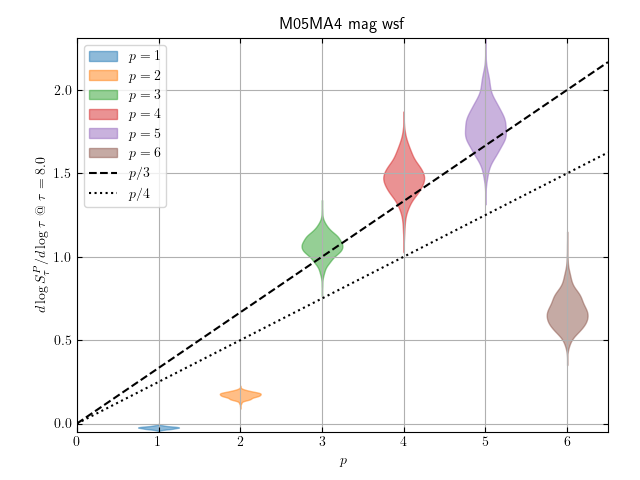 M05MA4 mag wsf
p = 1
p = 2
p = 3
p = 4
p = 5
p = 6
p/3
p/4
d log S_τ^P / d log τ @ τ = 8.0
2.0
1.5
1.0
0.5
0.0
0 1 2 3 4 5 6
p